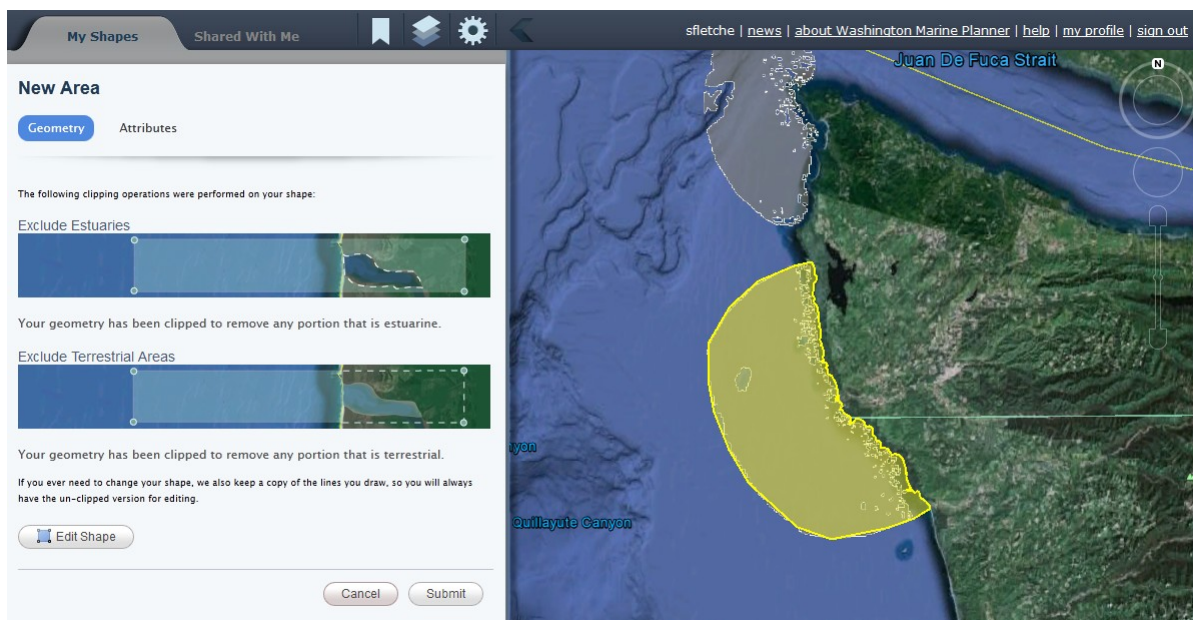 My Shapes
Shared With Me
sfletche | news | about Washington Marine Planner | help | my profile | sign out
New Area
Geometry
Attributes
The following clipping operations were performed on your shape:
Exclude Estuaries
Your geometry has been clipped to remove any portion that is estuarine.
Exclude Terrestrial Areas
Your geometry has been clipped to remove any portion that is terrestrial.
If you ever need to change your shape, we also keep a copy of the lines you draw, so you will always
have the un-clipped version for editing.
Edit Shape
Cancel
Submit
Juan De Fuca Strait
N
yon
Quillayute Canyon